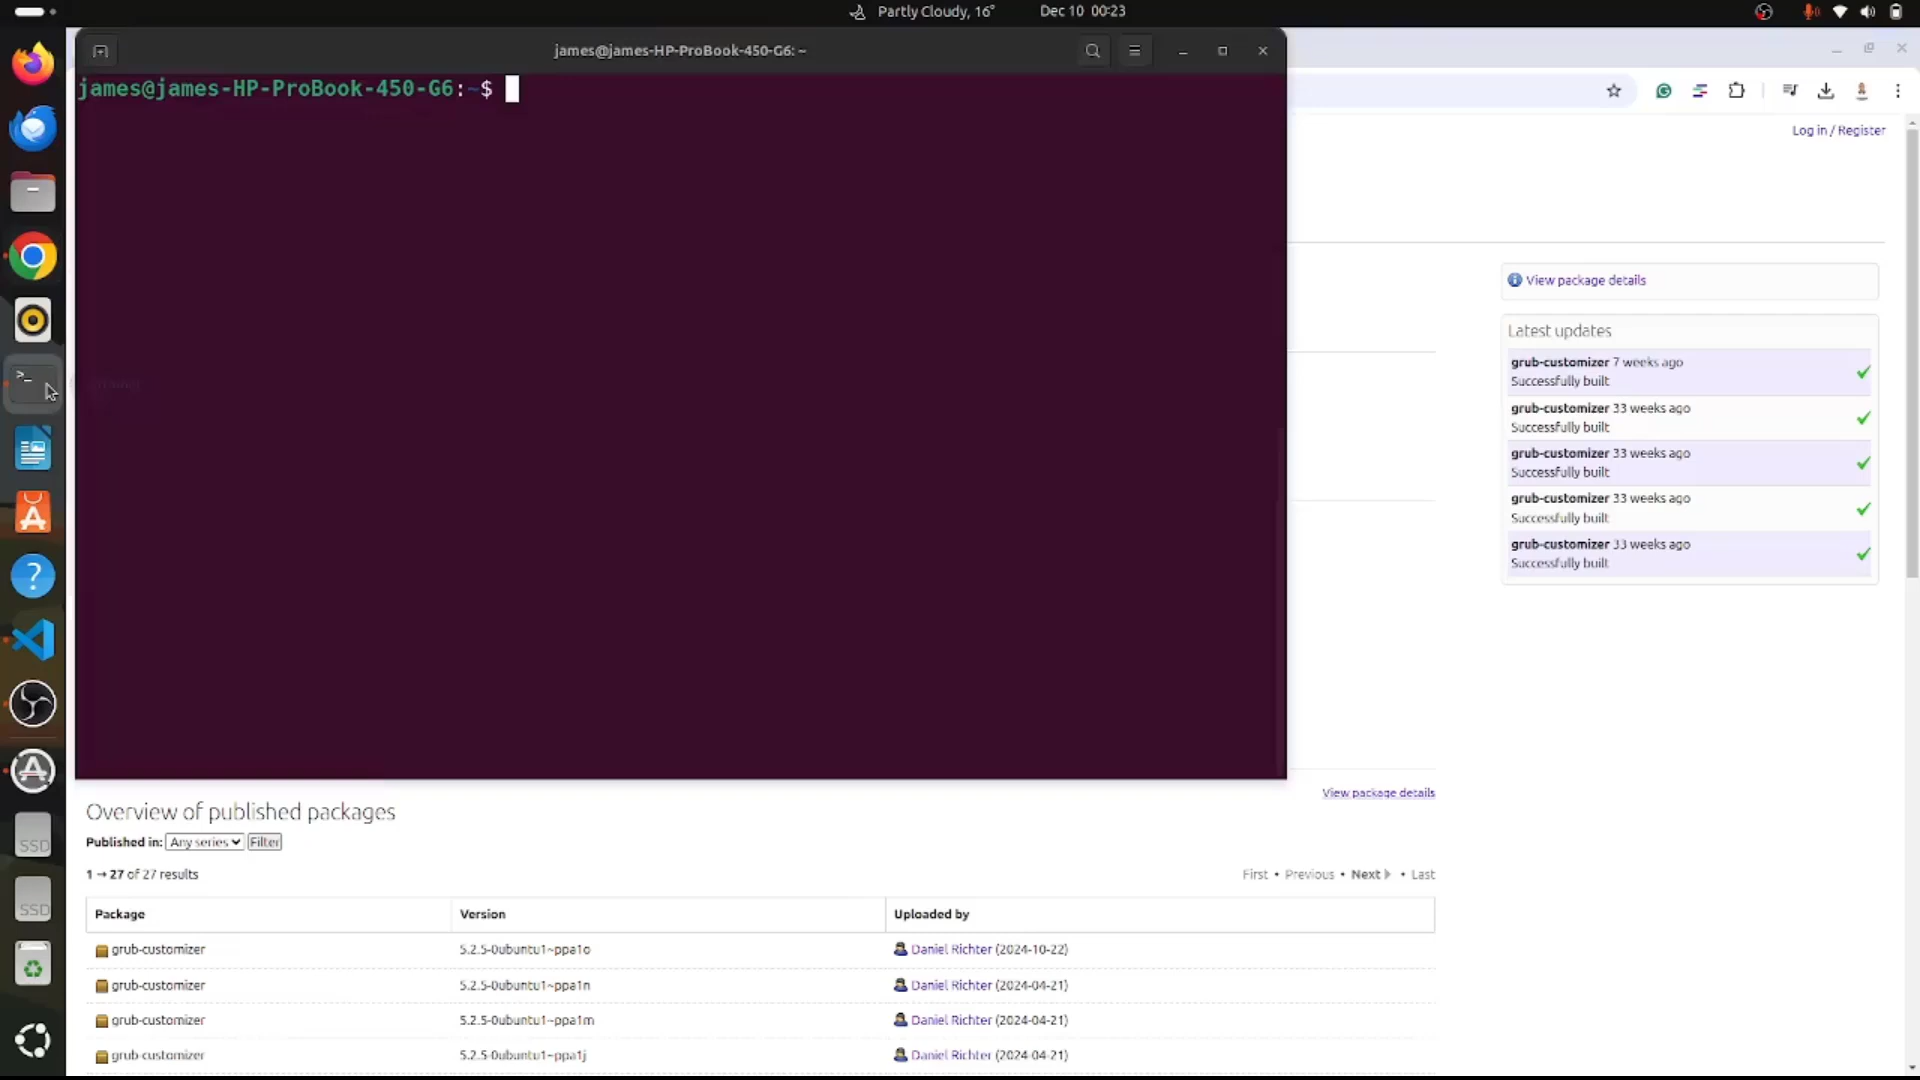 Partly Cloudy, 16° Dec 10 00:23
james@james-HP-ProBook-450-G6: ~
james@james-HP-ProBook-450-G6:~$
Log in / Register
View package details
Latest updates
grub-customizer 7 weeks ago
Successfully built
grub-customizer 33 weeks ago
Successfully built
grub-customizer 33 weeks ago
Successfully built
grub-customizer 33 weeks ago
Successfully built
grub-customizer 33 weeks ago
Successfully built
View package details
Overview of published packages
Published in: Any series Filter
1 → 27 of 27 results
First • Previous • Next • Last
Package Version Uploaded by
grub-customizer 5.2.5-0ubuntu1~ppa1o Daniel Richter (2024-10-22)
grub-customizer 5.2.5-0ubuntu1~ppa1n Daniel Richter (2024-04-21)
grub-customizer 5.2.5-0ubuntu1~ppa1m Daniel Richter (2024-04-21)
grub-customizer 5.2.5-0ubuntu1~ppa1j Daniel Richter (2024-04-21)
SSD
SSD